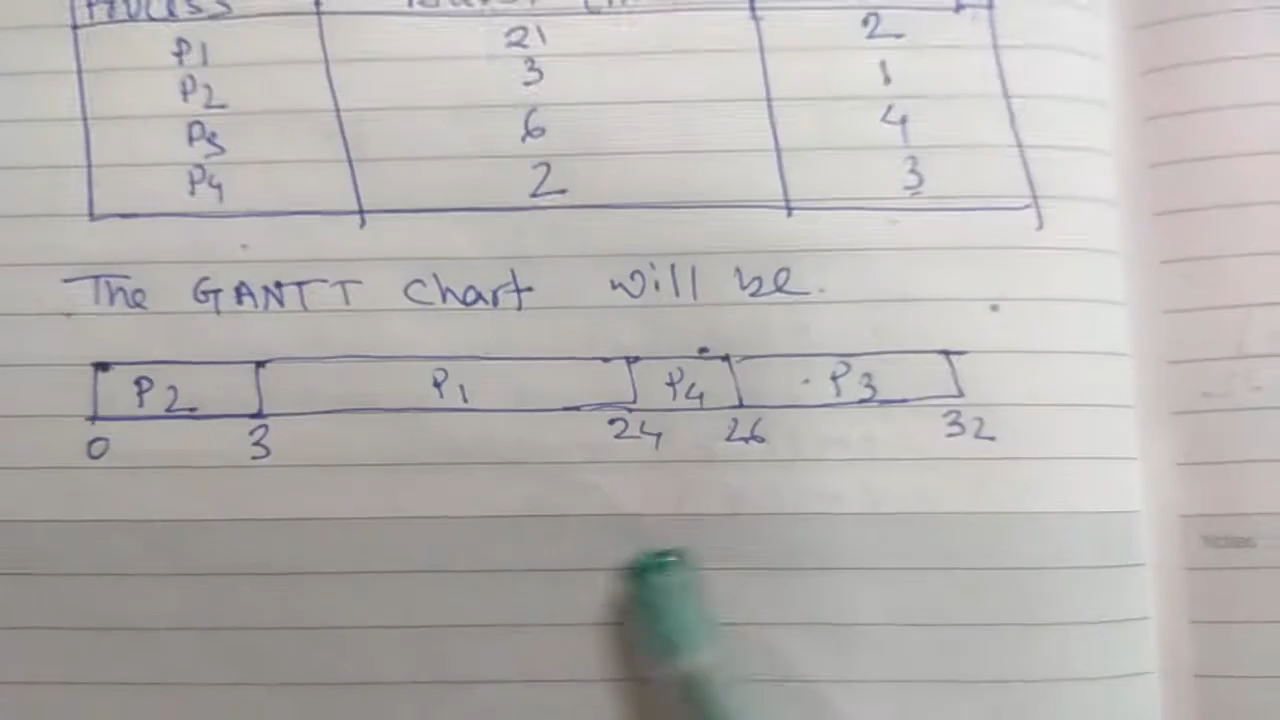 Process
P1 21 2
P2 3 1
P3 6 4
P4 2 3
The GANTT chart will be.
P2 P1 P4 P3
0 3 24 26 32